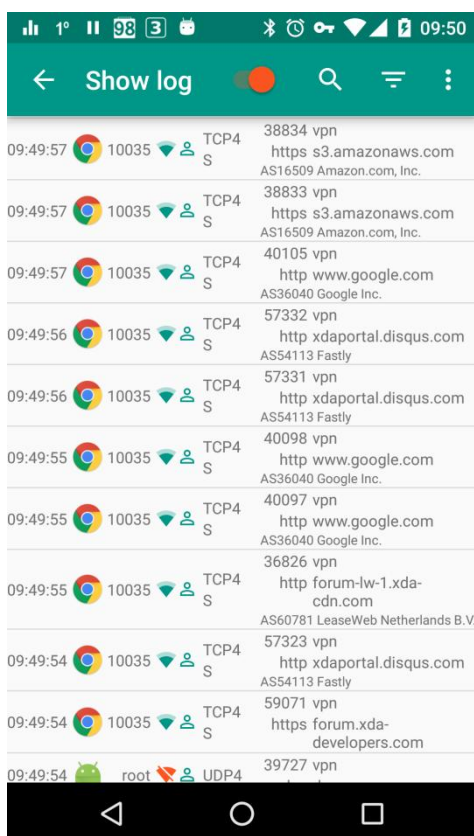 1° 98 3 09:50
Show log
09:49:57 10035 TCP4 S 38834 vpn
https s3.amazonaws.com
AS16509 Amazon.com, Inc.
09:49:57 10035 TCP4 S 38833 vpn
https s3.amazonaws.com
AS16509 Amazon.com, Inc.
09:49:57 10035 TCP4 S 40105 vpn
http www.google.com
AS36040 Google Inc.
09:49:56 10035 TCP4 S 57332 vpn
http xdaportal.disqus.com
AS54113 Fastly
09:49:56 10035 TCP4 S 57331 vpn
http xdaportal.disqus.com
AS54113 Fastly
09:49:55 10035 TCP4 S 40098 vpn
http www.google.com
AS36040 Google Inc.
09:49:55 10035 TCP4 S 40097 vpn
http www.google.com
AS36040 Google Inc.
09:49:55 10035 TCP4 S 36826 vpn
http forum-lw-1.xda-
cdn.com
AS60781 LeaseWeb Netherlands B.V.
09:49:54 10035 TCP4 S 57323 vpn
http xdaportal.disqus.com
AS54113 Fastly
09:49:54 10035 TCP4 S 59071 vpn
https forum.xda-
developers.com
09:49:54 root UDP4 39727 vpn